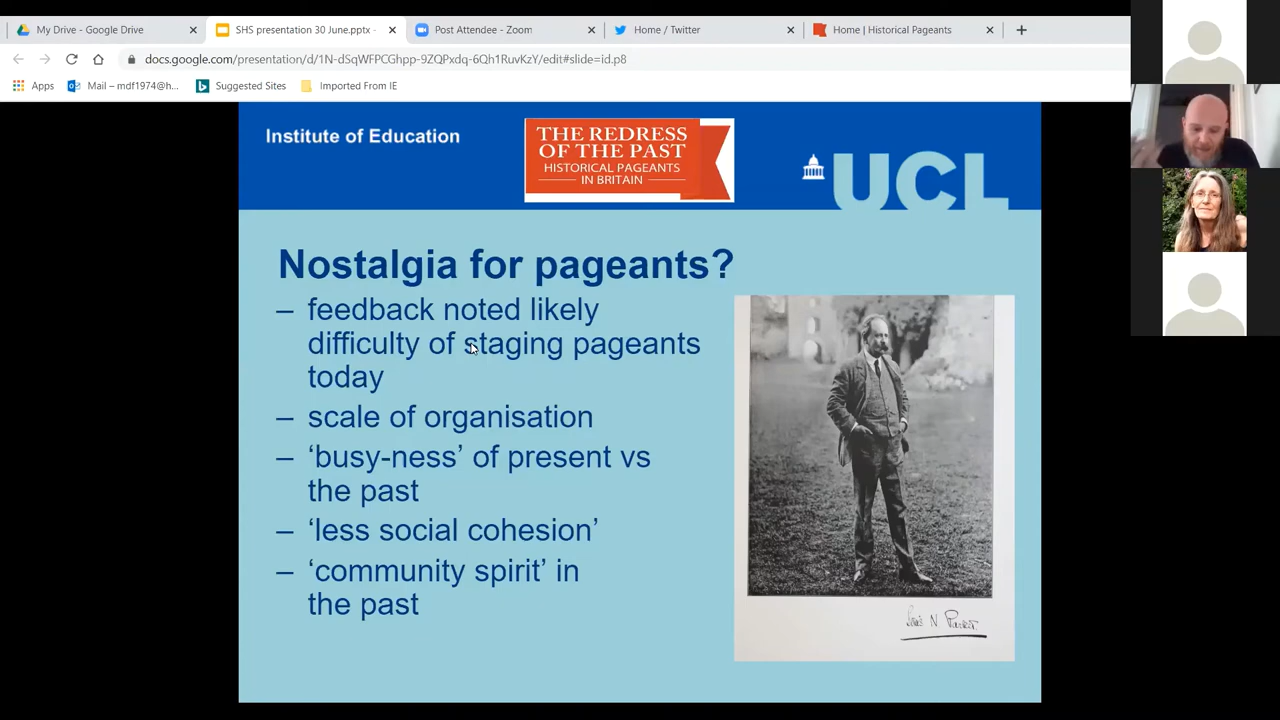 My Drive - Google Drive
SHS presentation 30 June.pptx -
Post Attendee - Zoom
Home / Twitter
Home | Historical Pageants
docs.google.com/presentation/d/1N-dSqWFPCGhpp-9ZQPxdq-6Qh1RuvKzY/edit#slide=id.p8
Apps
Mail – mdf1974@h...
Suggested Sites
Imported From IE
Institute of Education
THE REDRESS
OF THE PAST
HISTORICAL PAGEANTS
IN BRITAIN
UCL
Nostalgia for pageants?
– feedback noted likely
difficulty of staging pageants
today
– scale of organisation
– ‘busy-ness’ of present vs
the past
– ‘less social cohesion’
– ‘community spirit’ in
the past